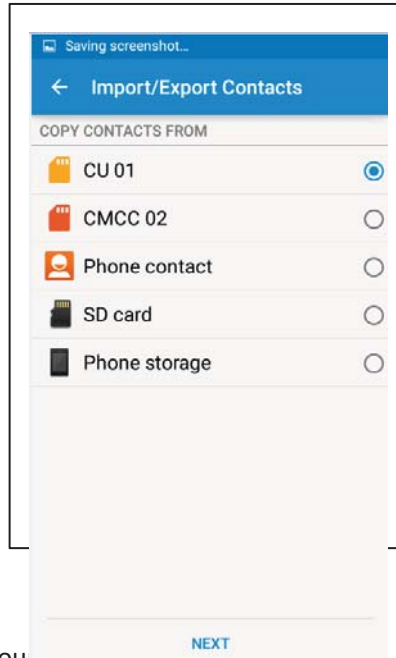 Saving screenshot...
Import/Export Contacts
COPY CONTACTS FROM
CU 01
CMCC 02
Phone contact
SD card
Phone storage
NEXT